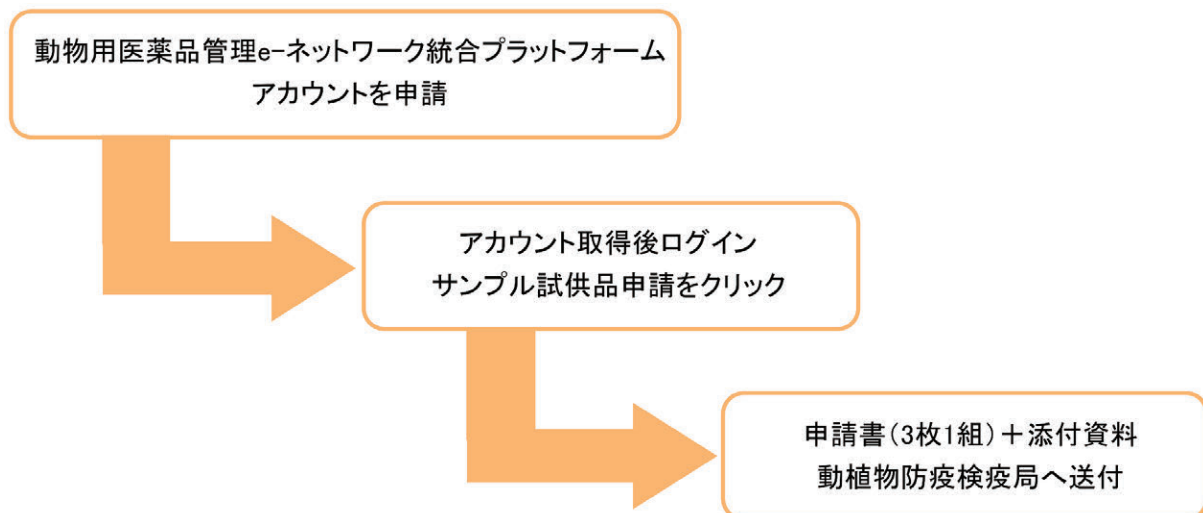 動物用医薬品管理e-ネットワーク統合プラットフォーム
アカウントを申請
アカウント取得後ログイン
サンプル試供品申請をクリック
申請書(3枚1組)＋添付資料
動植物防疫検疫局へ送付